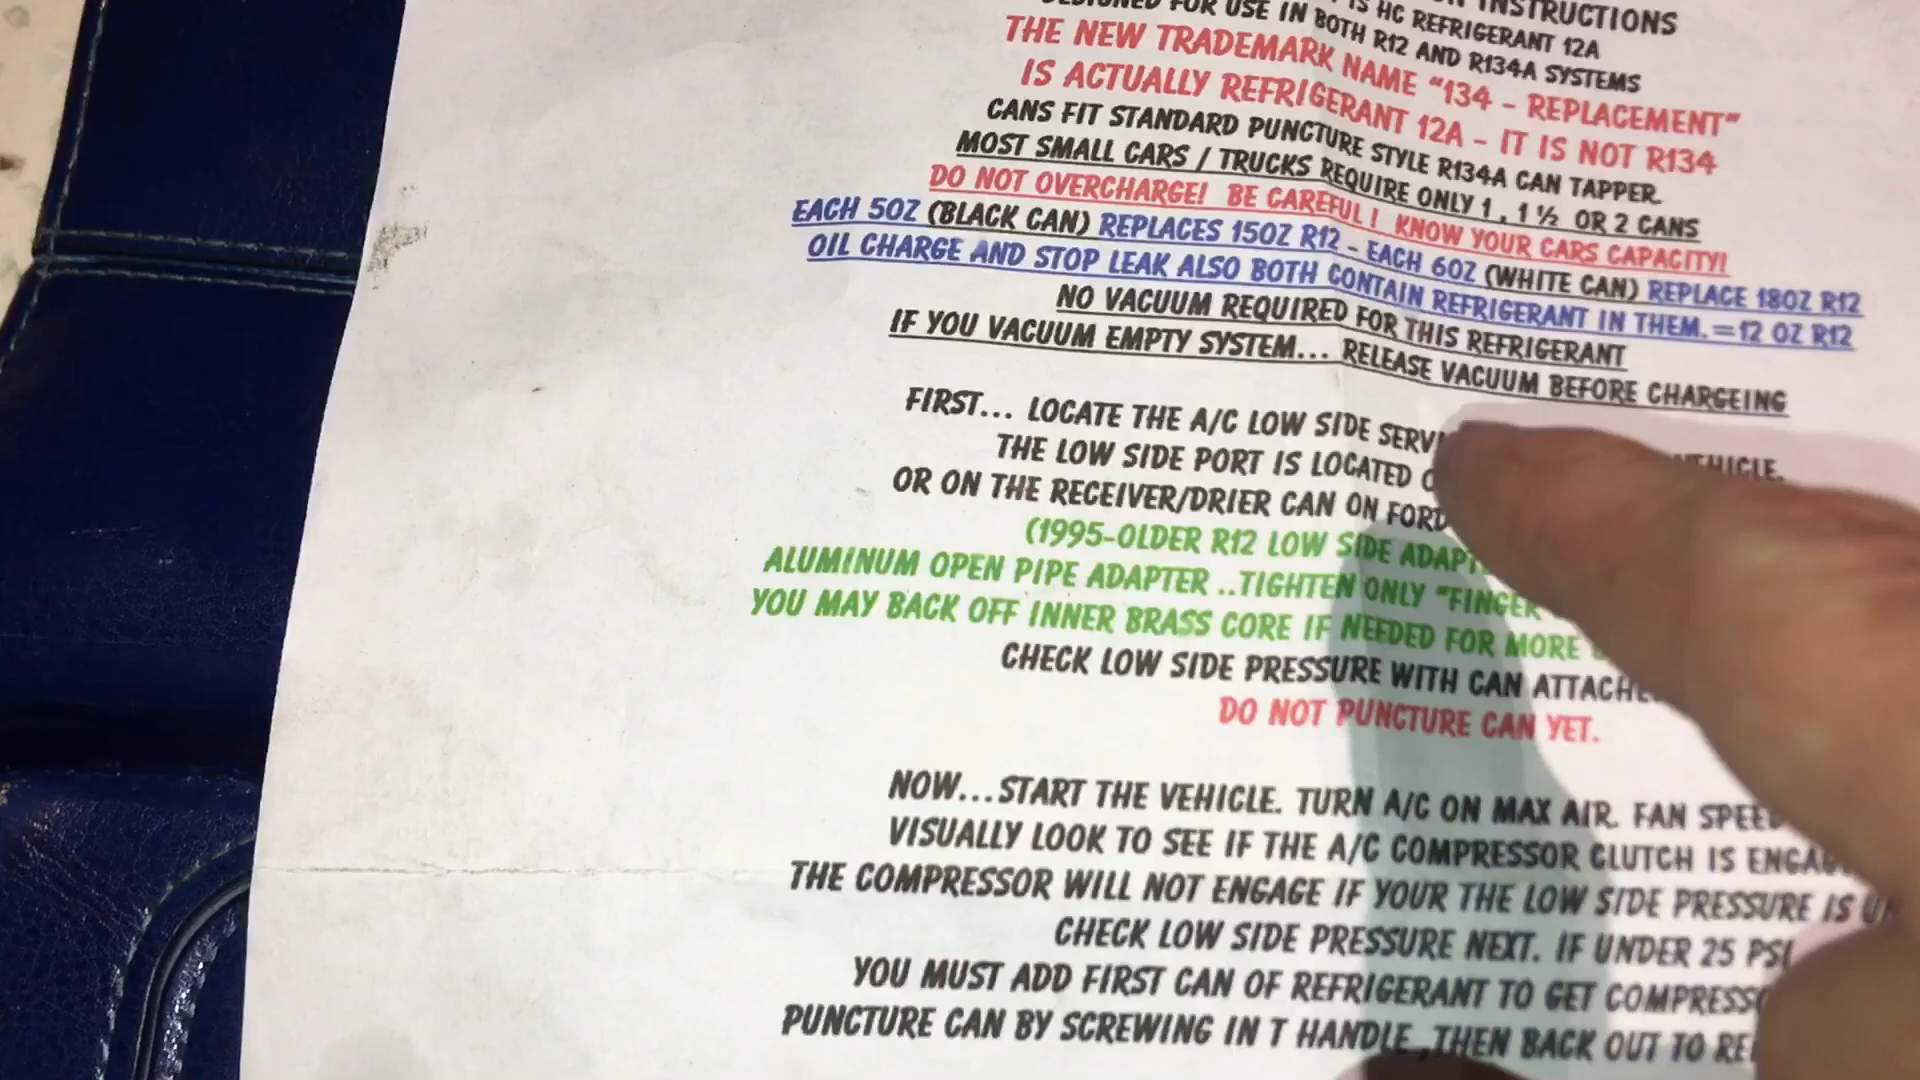 INSTRUCTIONS
IS HC REFRIGERANT 12A
DESIGNED FOR USE IN BOTH R12 AND R134A SYSTEMS
THE NEW TRADEMARK NAME "134 - REPLACEMENT"
IS ACTUALLY REFRIGERANT 12A - IT IS NOT R134
CANS FIT STANDARD PUNCTURE STYLE R134A CAN TAPPER.
MOST SMALL CARS / TRUCKS REQUIRE ONLY 1, 1 ½ OR 2 CANS
DO NOT OVERCHARGE! BE CAREFUL! KNOW YOUR CARS CAPACITY!
EACH 5OZ (BLACK CAN) REPLACES 15OZ R12 - EACH 6OZ (WHITE CAN) REPLACE 18OZ R12
OIL CHARGE AND STOP LEAK ALSO BOTH CONTAIN REFRIGERANT IN THEM.=12 OZ R12
NO VACUUM REQUIRED FOR THIS REFRIGERANT
IF YOU VACUUM EMPTY SYSTEM... RELEASE VACUUM BEFORE CHARGEING
FIRST... LOCATE THE A/C LOW SIDE VEHICLE.
THE LOW SIDE PORT IS LOCATED
OR ON THE RECEIVER/DRIER CAN ON FORD
(1995-OLDER R12 LOW SIDE
ALUMINUM OPEN PIPE ADAPTER ..TIGHTEN ONLY "FINGER
YOU MAY BACK OFF INNER BRASS CORE IF NEEDED FOR MORE
CHECK LOW SIDE PRESSURE WITH CAN
DO NOT PUNCTURE CAN YET.
NOW...START THE VEHICLE. TURN A/C ON MAX AIR. FAN SPEED
VISUALLY LOOK TO SEE IF THE A/C COMPRESSOR CLUTCH IS
THE COMPRESSOR WILL NOT ENGAGE IF YOUR THE LOW SIDE PRESSURE IS
CHECK LOW SIDE PRESSURE NEXT. IF UNDER 25 PSI
YOU MUST ADD FIRST CAN OF REFRIGERANT TO GET
PUNCTURE CAN BY SCREWING IN T HANDLE ,THEN BACK OUT TO